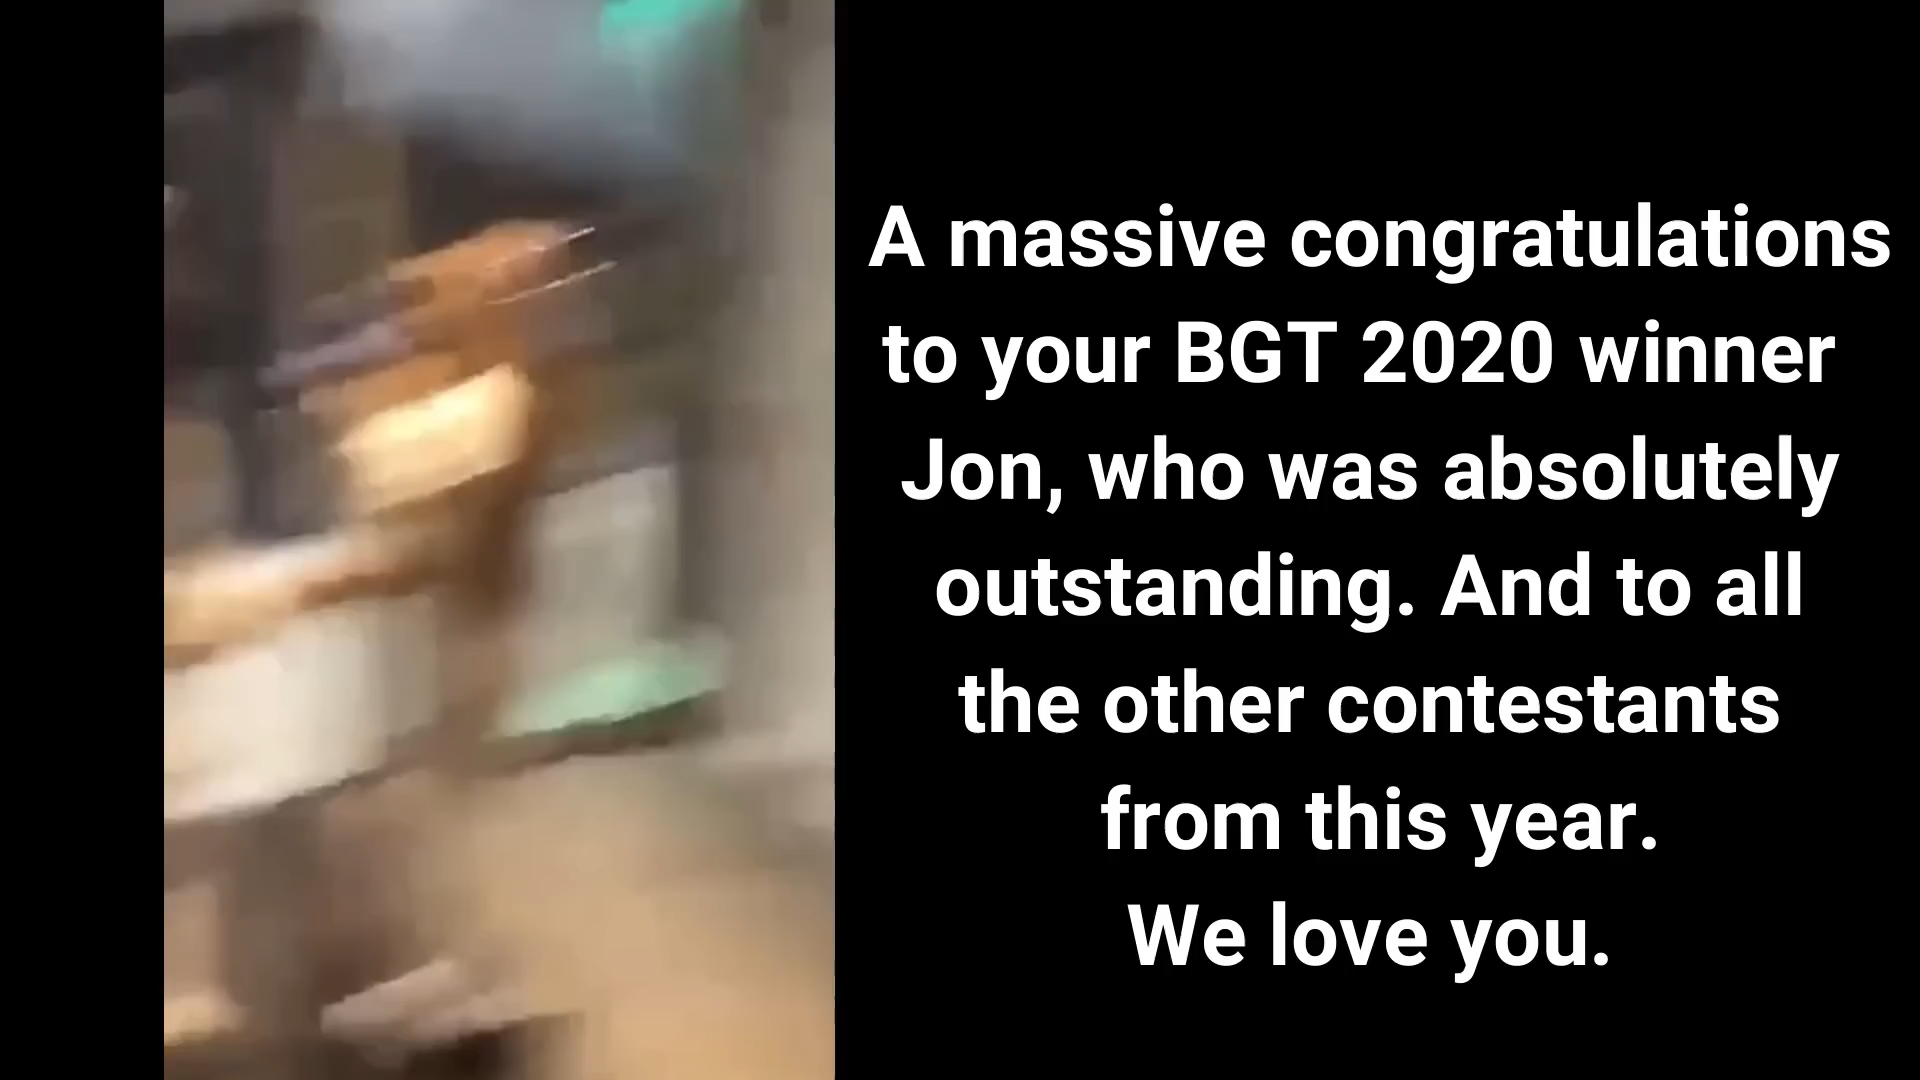 A massive congratulations
to your BGT 2020 winner
Jon, who was absolutely
outstanding. And to all
the other contestants
from this year.
We love you.